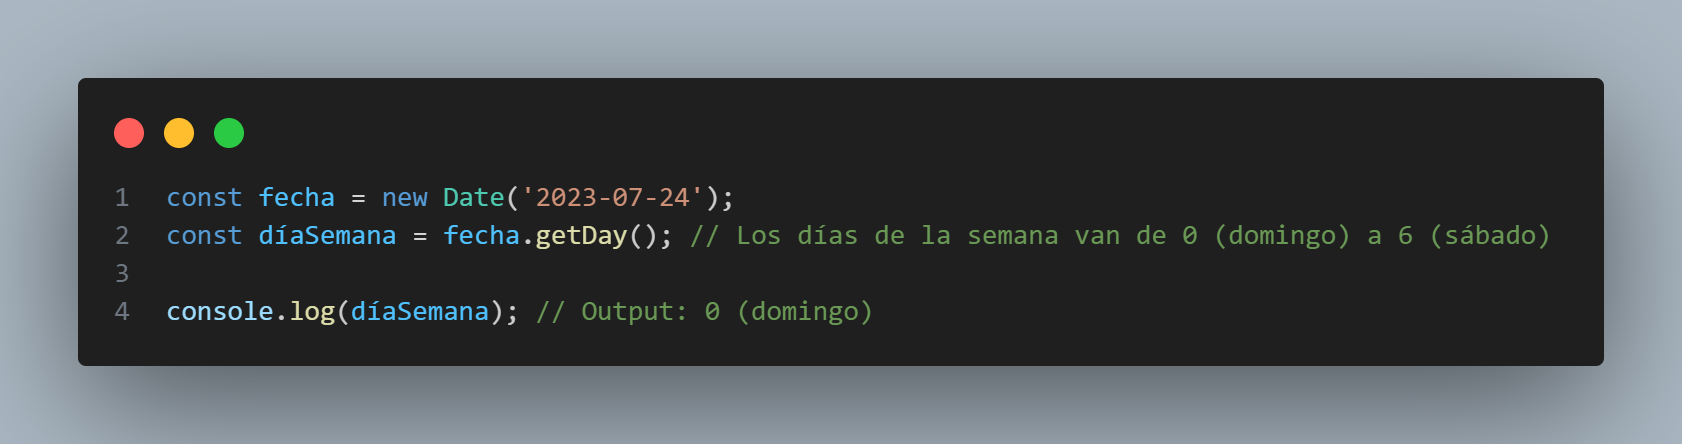 1 const fecha = new Date('2023-07-24');
2 const díaSemana = fecha.getDay(); // Los días de la semana van de 0 (domingo) a 6 (sábado)
3
4 console.log(díaSemana); // Output: 0 (domingo)